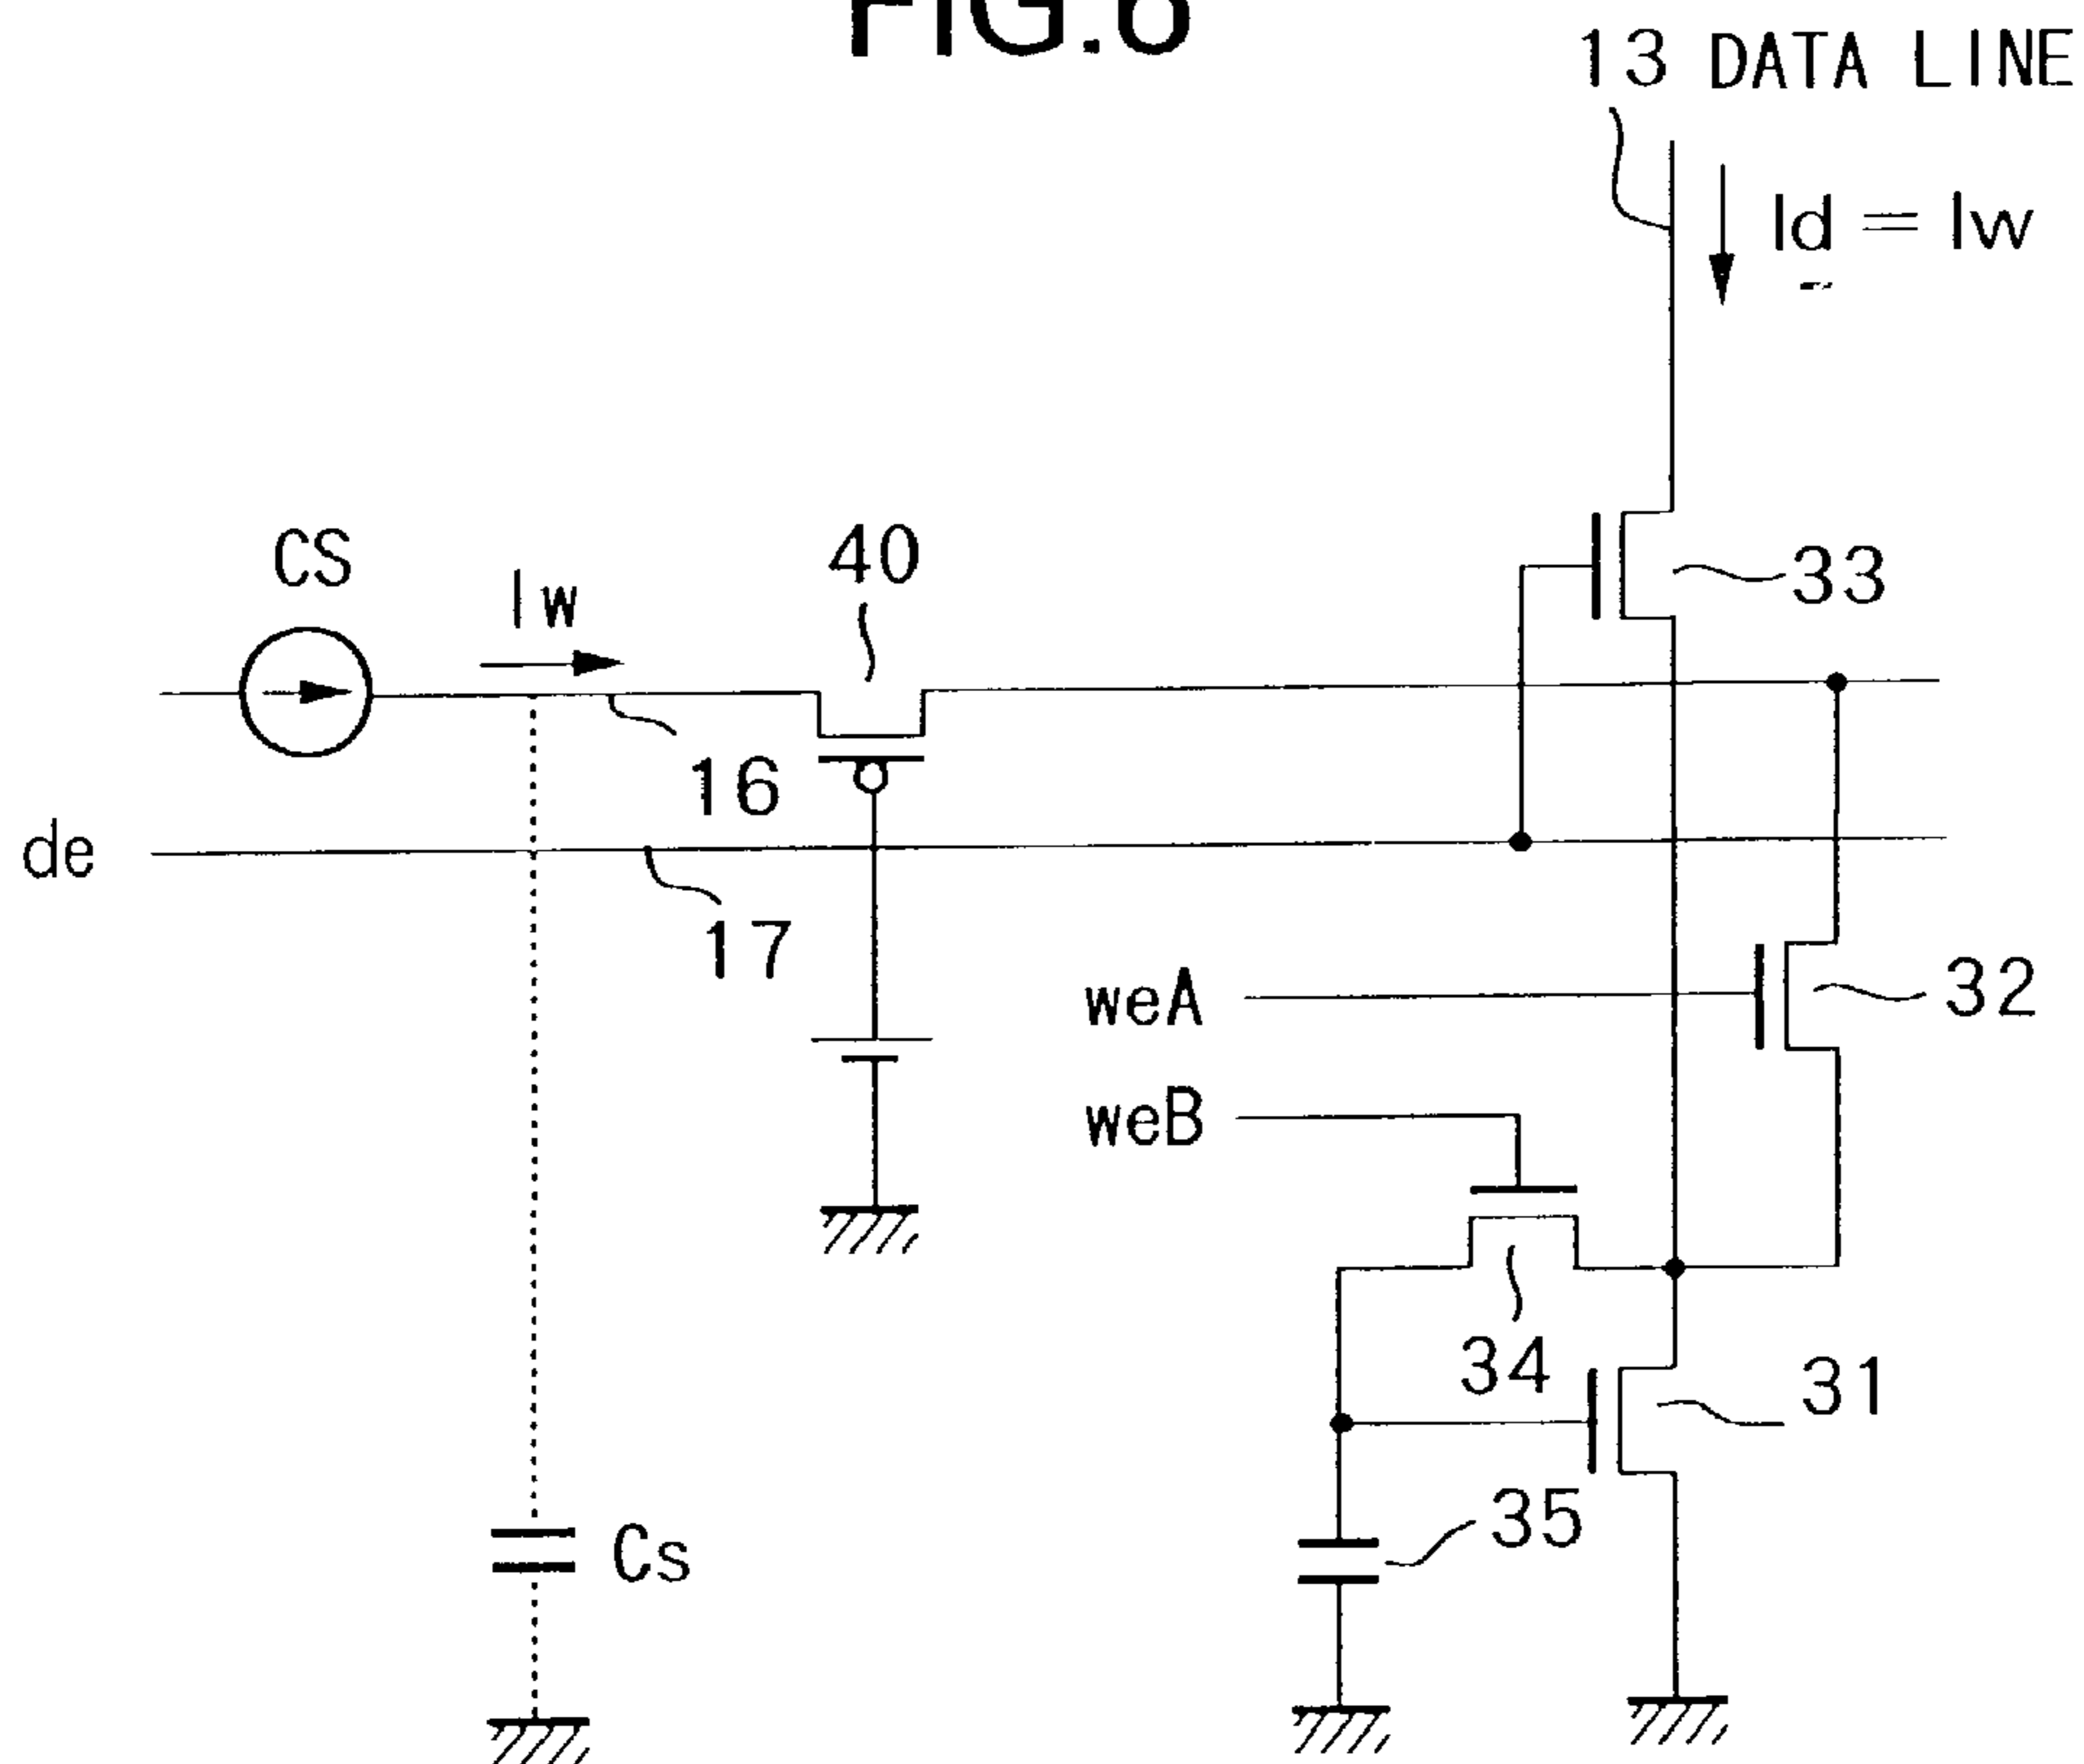 FIG.6
13 DATA LINE
Id = Iw
CS
Iw
40
33
16
de
17
weA
32
weB
34
31
35
Cs